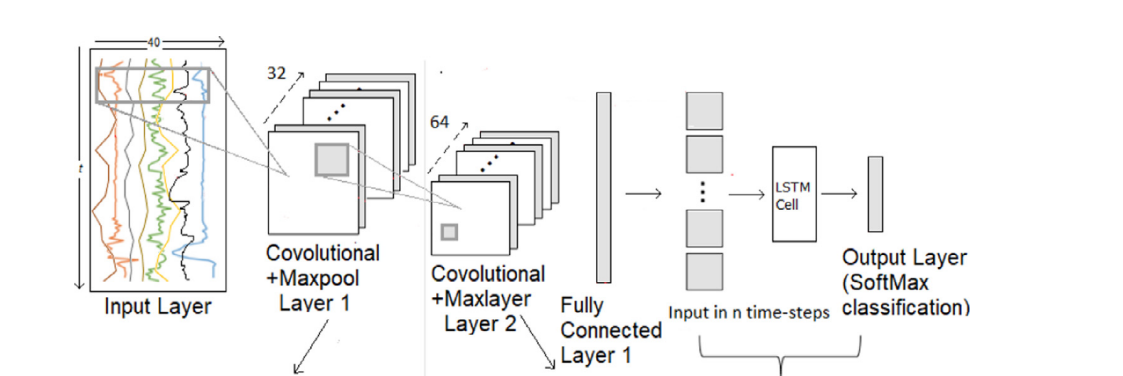 40
t
Input Layer
32
Covolutional
+Maxpool
Layer 1
64
Covolutional
+Maxlayer
Layer 2
Fully
Connected
Layer 1
Input in n time-steps
LSTM
Cell
Output Layer
(SoftMax
classification)